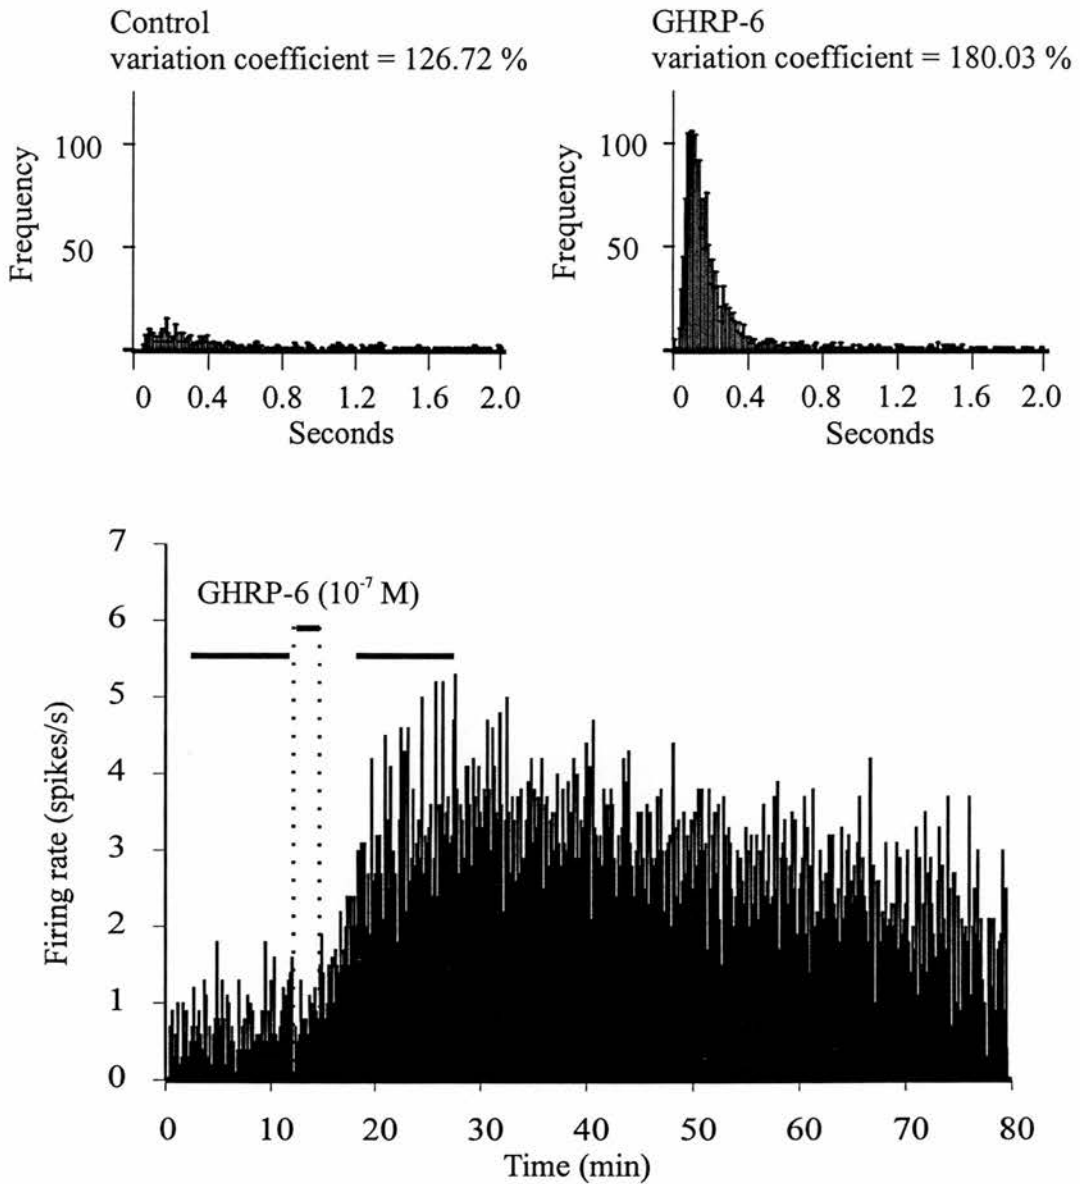 Control
variation coefficient = 126.72 %
100
50
Frequency
0 0.4 0.8 1.2 1.6 2.0
Seconds
GHRP-6
variation coefficient = 180.03 %
100
50
Frequency
0 0.4 0.8 1.2 1.6 2.0
Seconds
7
6
5
4
3
2
1
0
GHRP-6 (10⁻⁷ M)
Firing rate (spikes/s)
0 10 20 30 40 50 60 70 80
Time (min)